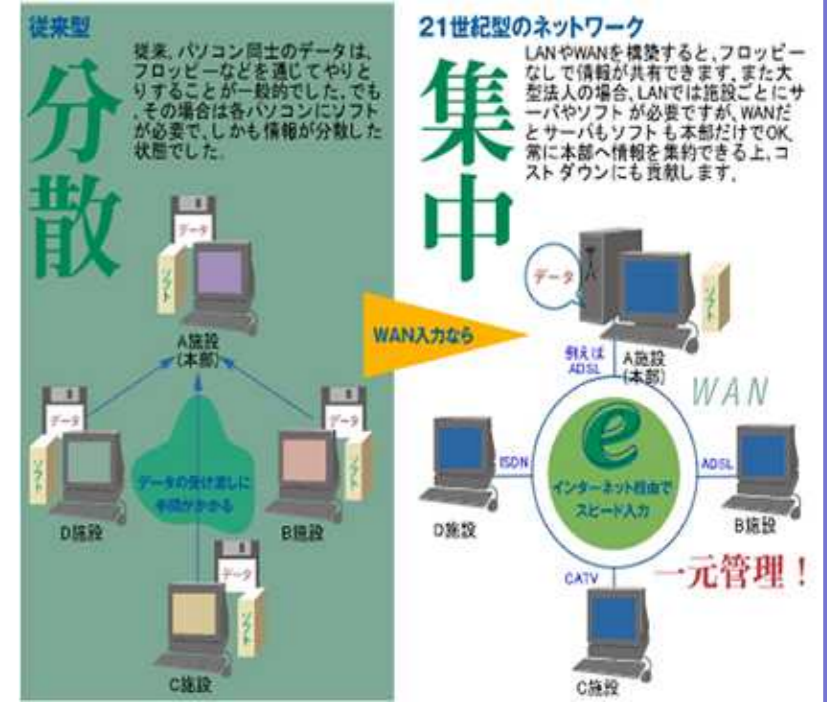 従来型
分散
従来、パソコン同士のデータは、
フロッピーなどを通じてやりと
りすることが一般的でした。でも
、その場合は各パソコンにソフト
が必要で、しかも情報が分散した
状態でした。
データ
ソフト
A施設
(本部)
データ
ソフト
D施設
データの受け渡しに
手間がかかる
データ
ソフト
B施設
データ
ソフト
C施設
WAN入力なら
21世紀型のネットワーク
集中
LANやWANを構築すると、フロッピー
なしで情報が共有できます。また大
型法人の場合、LANでは施設ごとにサ
ーバやソフトが必要ですが、WANだ
とサーバもソフトも本部だけでOK。
常に本部へ情報を集約できる上、コ
ストダウンにも貢献します。
データ
サーバ
ソフト
例えば
ADSL
A施設
(本部)
WAN
e
インターネット経由で
スピード入力
ISDN
D施設
ADSL
B施設
CATV
C施設
一元管理！